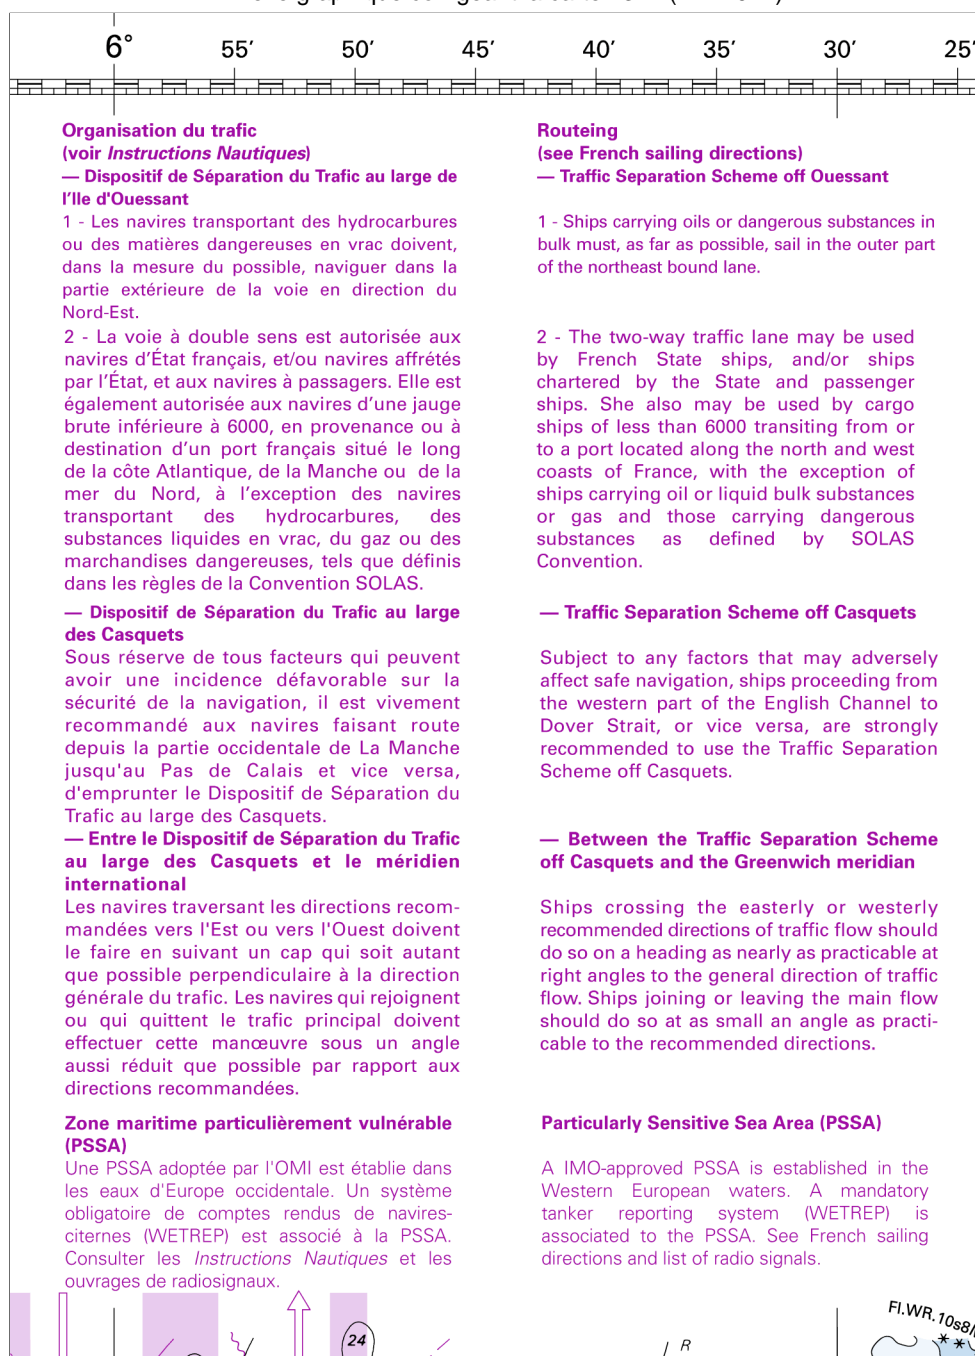 6° 55′ 50′ 45′ 40′ 35′ 30′ 25′
Organisation du trafic
(voir Instructions Nautiques)
— Dispositif de Séparation du Trafic au large de
l’Ile d'Ouessant
1 - Les navires transportant des hydrocarbures
ou des matières dangereuses en vrac doivent,
dans la mesure du possible, naviguer dans la
partie extérieure de la voie en direction du
Nord-Est.
2 - La voie à double sens est autorisée aux
navires d’État français, et/ou navires affrétés
par l’État, et aux navires à passagers. Elle est
également autorisée aux navires d’une jauge
brute inférieure à 6000, en provenance ou à
destination d’un port français situé le long
de la côte Atlantique, de la Manche ou de la
mer du Nord, à l’exception des navires
transportant des hydrocarbures, des
substances liquides en vrac, du gaz ou des
marchandises dangereuses, tels que définis
dans les règles de la Convention SOLAS.
— Dispositif de Séparation du Trafic au large
des Casquets
Sous réserve de tous facteurs qui peuvent
avoir une incidence défavorable sur la
sécurité de la navigation, il est vivement
recommandé aux navires faisant route
depuis la partie occidentale de La Manche
jusqu'au Pas de Calais et vice versa,
d'emprunter le Dispositif de Séparation du
Trafic au large des Casquets.
— Entre le Dispositif de Séparation du Trafic
au large des Casquets et le méridien
international
Les navires traversant les directions recom-
mandées vers l'Est ou vers l'Ouest doivent
le faire en suivant un cap qui soit autant
que possible perpendiculaire à la direction
générale du trafic. Les navires qui rejoignent
ou qui quittent le trafic principal doivent
effectuer cette manœuvre sous un angle
aussi réduit que possible par rapport aux
directions recommandées.
Zone maritime particulièrement vulnérable
(PSSA)
Une PSSA adoptée par l'OMI est établie dans
les eaux d'Europe occidentale. Un système
obligatoire de comptes rendus de navires-
citernes (WETREP) est associé à la PSSA.
Consulter les Instructions Nautiques et les
ouvrages de radiosignaux.
Routeing
(see French sailing directions)
— Traffic Separation Scheme off Ouessant
1 - Ships carrying oils or dangerous substances in
bulk must, as far as possible, sail in the outer part
of the northeast bound lane.
2 - The two-way traffic lane may be used
by French State ships, and/or ships
chartered by the State and passenger
ships. She also may be used by cargo
ships of less than 6000 transiting from or
to a port located along the north and west
coasts of France, with the exception of
ships carrying oil or liquid bulk substances
or gas and those carrying dangerous
substances as defined by SOLAS
Convention.
— Traffic Separation Scheme off Casquets
Subject to any factors that may adversely
affect safe navigation, ships proceeding from
the western part of the English Channel to
Dover Strait, or vice versa, are strongly
recommended to use the Traffic Separation
Scheme off Casquets.
— Between the Traffic Separation Scheme
off Casquets and the Greenwich meridian
Ships crossing the easterly or westerly
recommended directions of traffic flow should
do so on a heading as nearly as practicable at
right angles to the general direction of traffic
flow. Ships joining or leaving the main flow
should do so at as small an angle as practi-
cable to the recommended directions.
Particularly Sensitive Sea Area (PSSA)
A IMO-approved PSSA is established in the
Western European waters. A mandatory
tanker reporting system (WETREP) is
associated to the PSSA. See French sailing
directions and list of radio signals.
24
R
Fl.WR.10s8